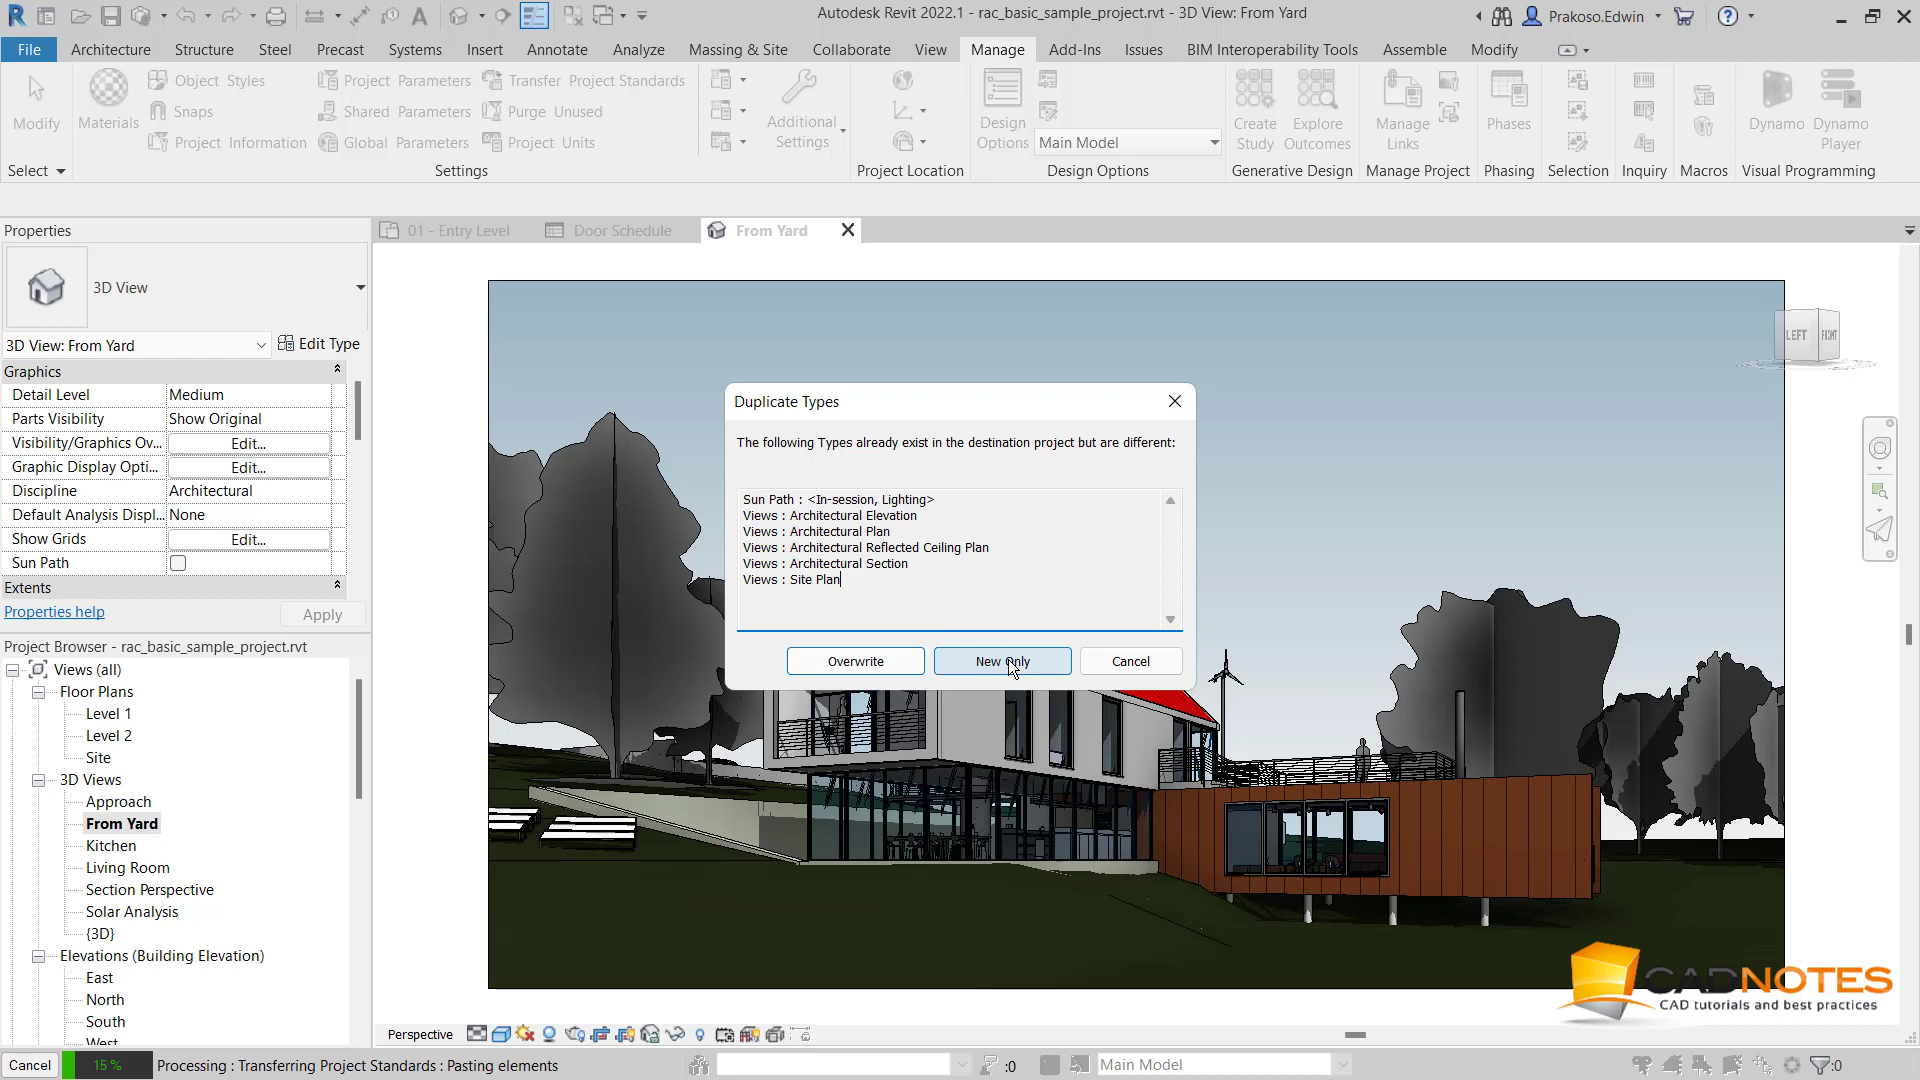 Autodesk Revit 2022.1 - rac_basic_sample_project.rvt - 3D View: From Yard
Prakoso.Edwin
File Architecture Structure Steel Precast Systems Insert Annotate Analyze Massing & Site Collaborate View Manage Add-Ins Issues BIM Interoperability Tools Assemble Modify
Modify
Materials
Object Styles
Snaps
Project Information
Project Parameters
Shared Parameters
Global Parameters
Transfer Project Standards
Purge Unused
Project Units
Additional
Settings
Design
Options
Main Model
Create
Study
Explore
Outcomes
Manage
Links
Phases
Dynamo
Dynamo
Player
Select Settings Project Location Design Options Generative Design Manage Project Phasing Selection Inquiry Macros Visual Programming
Properties
01 - Entry Level Door Schedule From Yard
3D View
3D View: From Yard Edit Type
Graphics
Detail Level Medium
Parts Visibility Show Original
Visibility/Graphics Ov... Edit...
Graphic Display Opti... Edit...
Discipline Architectural
Default Analysis Displ... None
Show Grids Edit...
Sun Path
Extents
Properties help Apply
Project Browser - rac_basic_sample_project.rvt
Views (all)
Floor Plans
Level 1
Level 2
Site
3D Views
Approach
From Yard
Kitchen
Living Room
Section Perspective
Solar Analysis
{3D}
Elevations (Building Elevation)
East
North
South
West
LEFT FRONT
Duplicate Types
The following Types already exist in the destination project but are different:
Sun Path : <In-session, Lighting>
Views : Architectural Elevation
Views : Architectural Plan
Views : Architectural Reflected Ceiling Plan
Views : Architectural Section
Views : Site Plan
Overwrite New Only Cancel
CADNOTES
CAD tutorials and best practices
Perspective
Cancel 15 % Processing : Transferring Project Standards : Pasting elements :0 Main Model :0